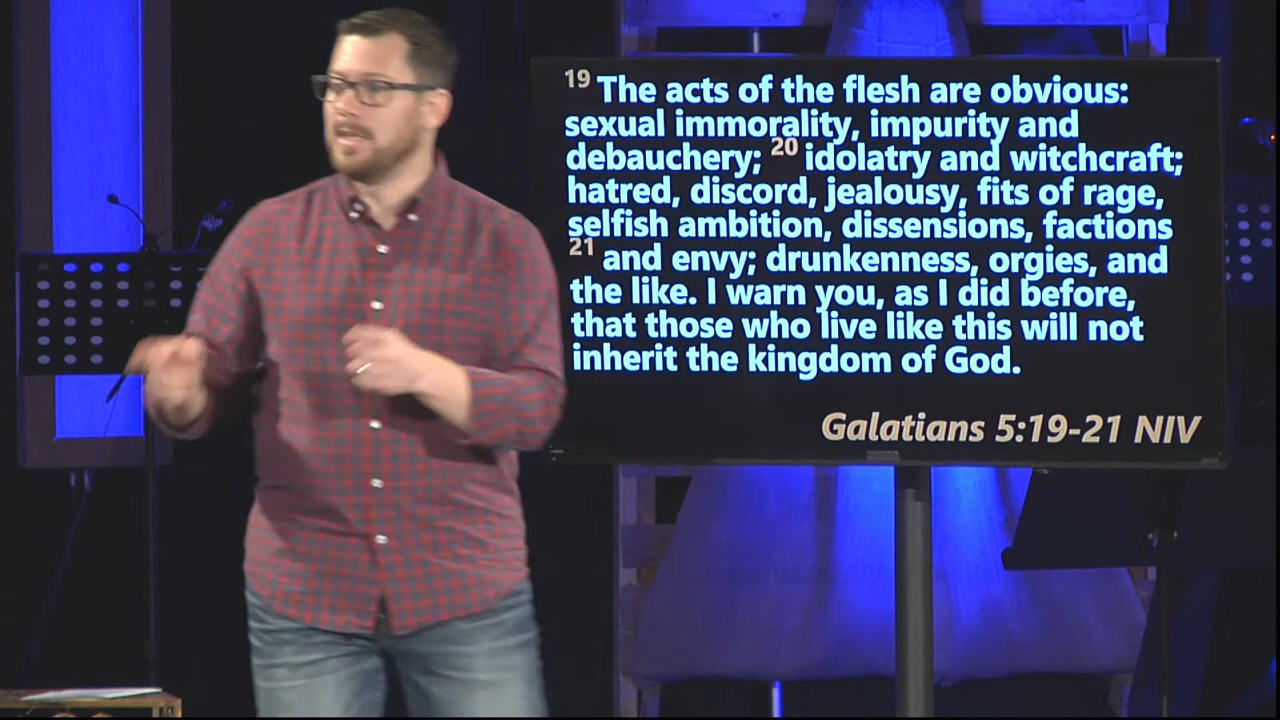 19 The acts of the flesh are obvious:
sexual immorality, impurity and
debauchery; 20 idolatry and witchcraft;
hatred, discord, jealousy, fits of rage,
selfish ambition, dissensions, factions
21 and envy; drunkenness, orgies, and
the like. I warn you, as I did before,
that those who live like this will not
inherit the kingdom of God.
Galatians 5:19-21 NIV